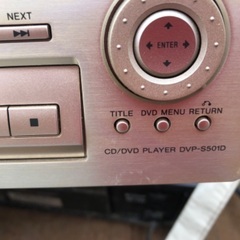 NEXT
ENTER
TITLE DVD MENU RETURN
CD/DVD PLAYER DVP-S501D